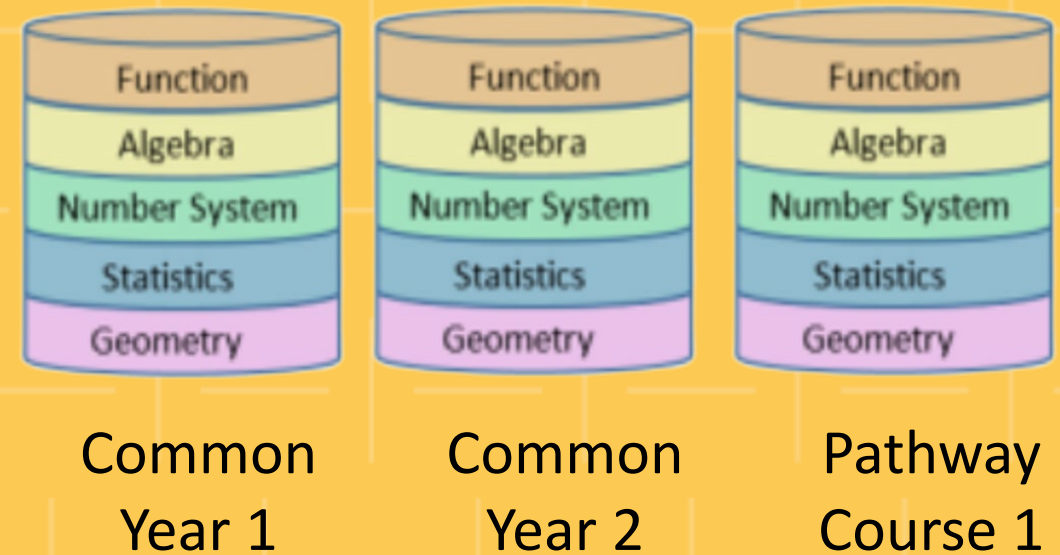 Function
Algebra
Number System
Statistics
Geometry
Common
Year 1
Function
Algebra
Number System
Statistics
Geometry
Common
Year 2
Function
Algebra
Number System
Statistics
Geometry
Pathway
Course 1